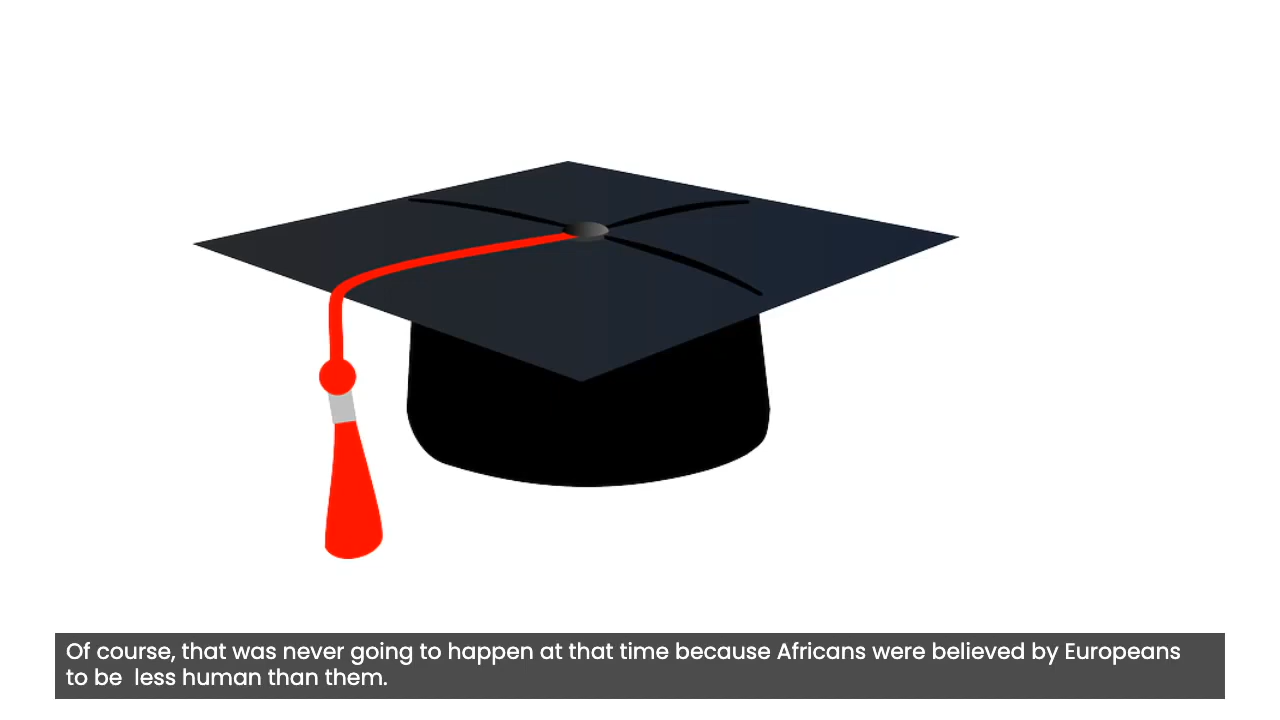 Of course, that was never going to happen at that time because Africans were believed by Europeans
to be  less human than them.